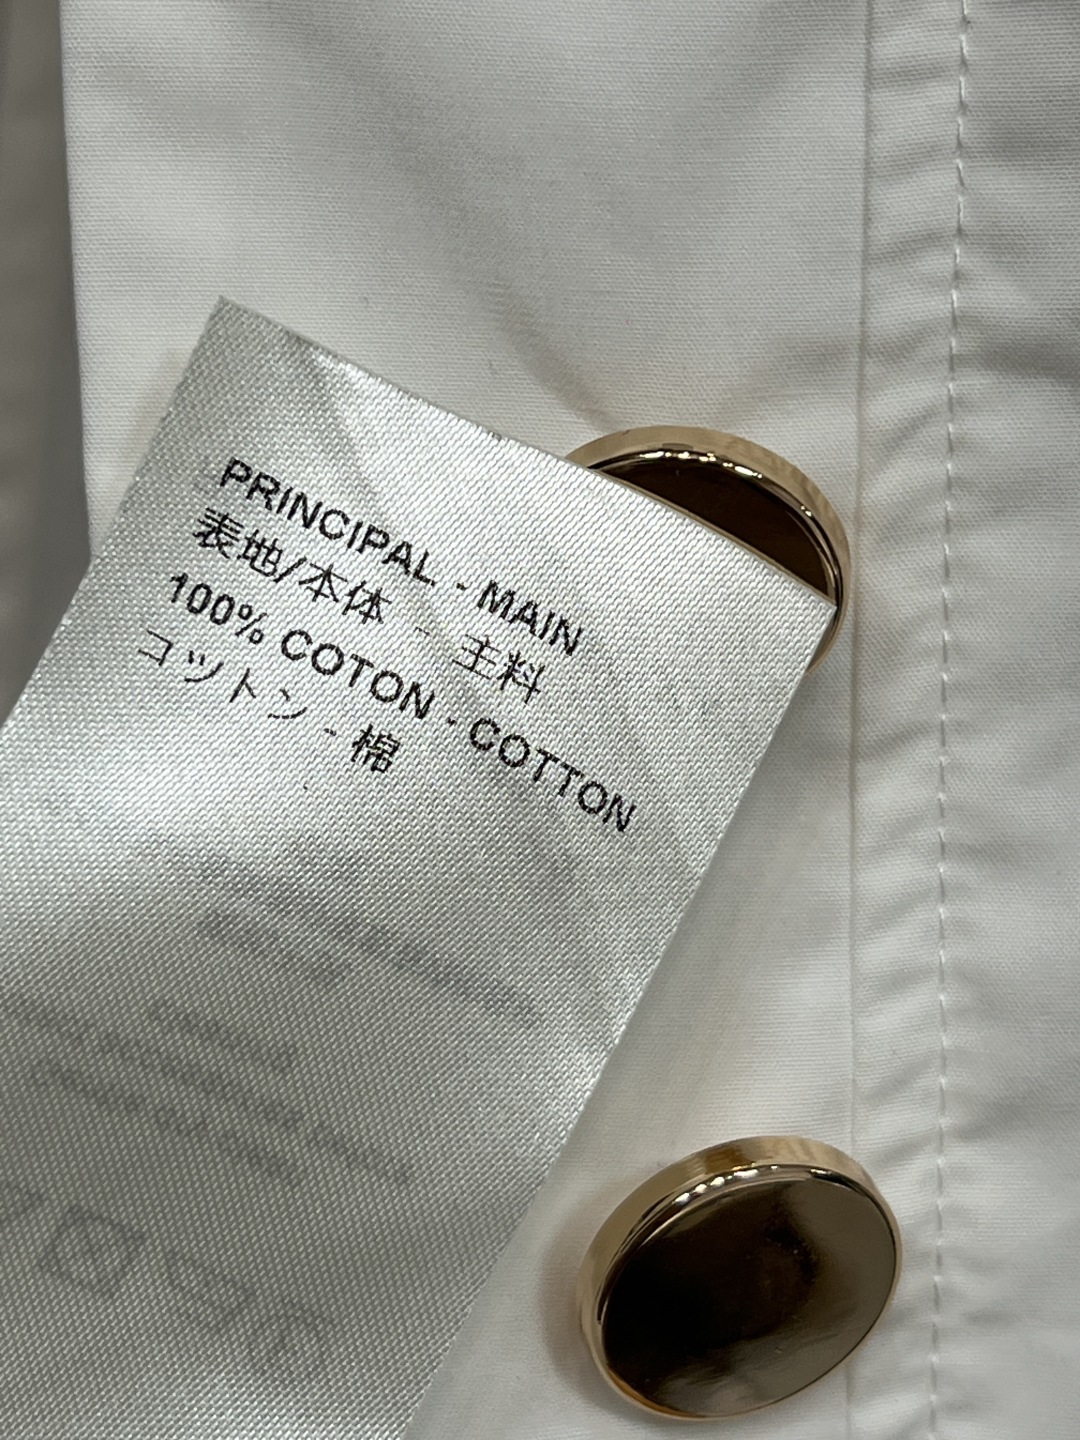 PRINCIPAL - MAIN
表地/本体 - 主料
100% COTON - COTTON
コットン - 棉